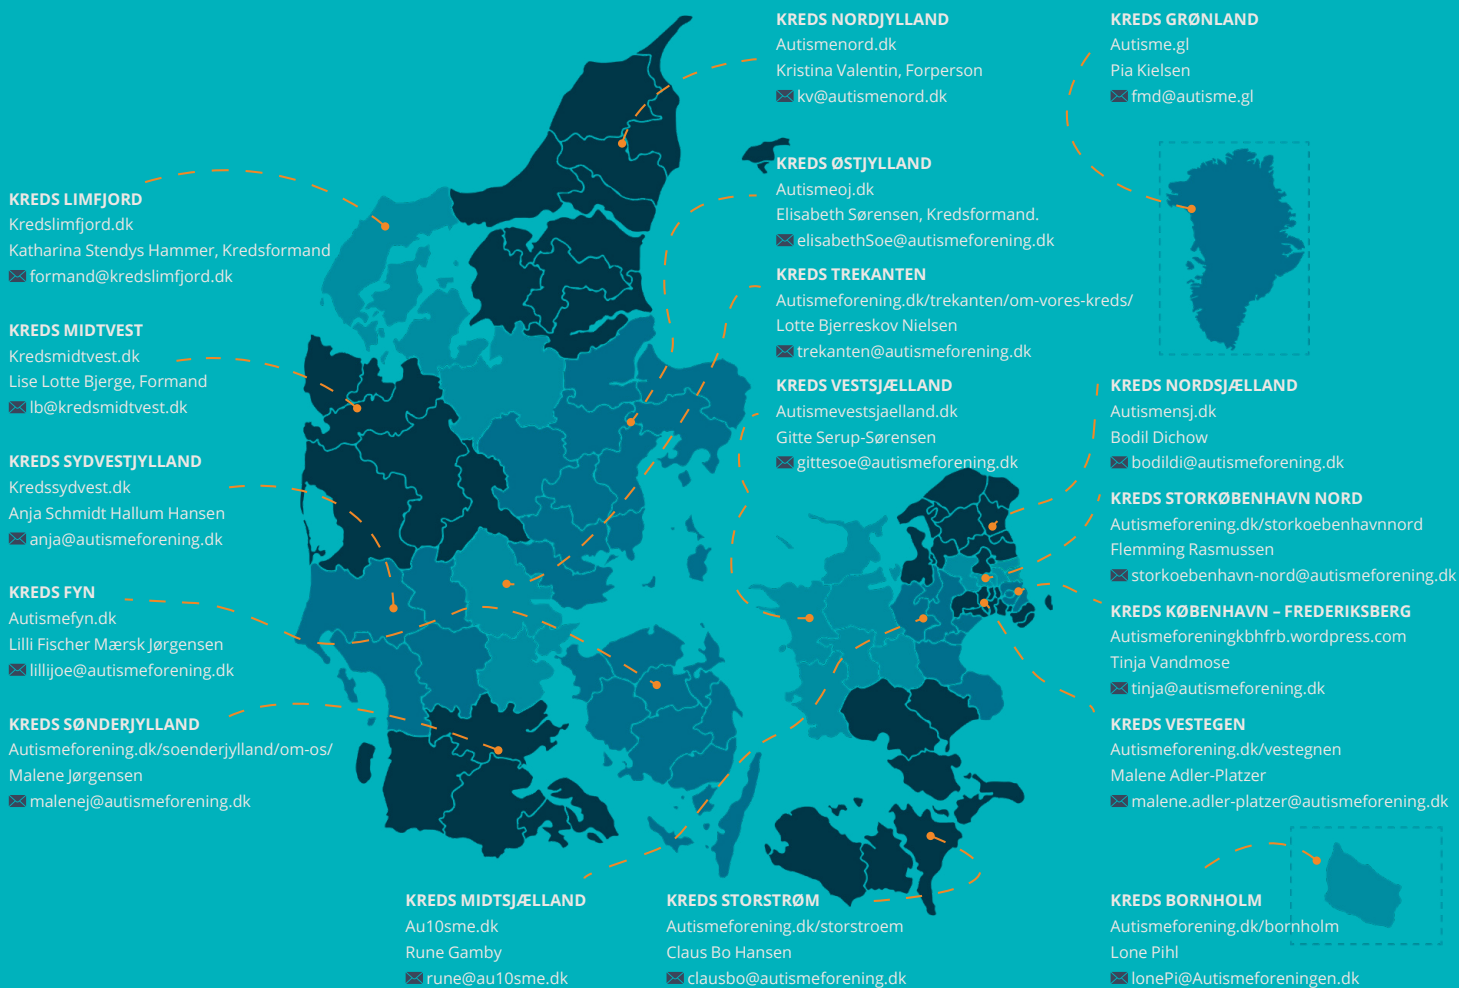 KREDS NORDJYLLAND
Autismenord.dk
Kristina Valentin, Forperson
kv@autismenord.dk
KREDS GRØNLAND
Autisme.gl
Pia Kielsen
fmd@autisme.gl
KREDS ØSTJYLLAND
Autismeoj.dk
Elisabeth Sørensen, Kredsformand.
elisabethSoe@autismeforening.dk
KREDS LIMFJORD
Kredslimfjord.dk
Katharina Stendys Hammer, Kredsformand
formand@kredslimfjord.dk
KREDS TREKANTEN
Autismeforening.dk/trekanten/om-vores-kreds/
Lotte Bjerreskov Nielsen
trekanten@autismeforening.dk
KREDS MIDTVEST
Kredsmidtvest.dk
Lise Lotte Bjerge, Formand
lb@kredsmidtvest.dk
KREDS VESTSJÆLLAND
Autismevestsjaelland.dk
Gitte Serup-Sørensen
gittesoe@autismeforening.dk
KREDS NORDSJÆLLAND
Autismensj.dk
Bodil Dichow
bodildi@autismeforening.dk
KREDS SYDVESTJYLLAND
Kredssydvest.dk
Anja Schmidt Hallum Hansen
anja@autismeforening.dk
KREDS STORKØBENHAVN NORD
Autismeforening.dk/storkoebenhavnnord
Flemming Rasmussen
storkoebenhavn-nord@autismeforening.dk
KREDS FYN
Autismefyn.dk
Lilli Fischer Mærsk Jørgensen
lillijoe@autismeforening.dk
KREDS KØBENHAVN – FREDERIKSBERG
Autismeforeningkbhfrb.wordpress.com
Tinja Vandmose
tinja@autismeforening.dk
KREDS SØNDERJYLLAND
Autismeforening.dk/soenderjylland/om-os/
Malene Jørgensen
malenej@autismeforening.dk
KREDS VESTEGEN
Autismeforening.dk/vestegnen
Malene Adler-Platzer
malene.adler-platzer@autismeforening.dk
KREDS MIDTSJÆLLAND
Au10sme.dk
Rune Gamby
rune@au10sme.dk
KREDS STORSTRØM
Autismeforening.dk/storstroem
Claus Bo Hansen
clausbo@autismeforening.dk
KREDS BORNHOLM
Autismeforening.dk/bornholm
Lone Pihl
lonePi@Autismeforeningen.dk